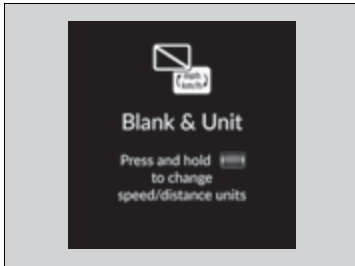 mph
km/h
Blank & Unit
Press and hold
to change
speed/distance units